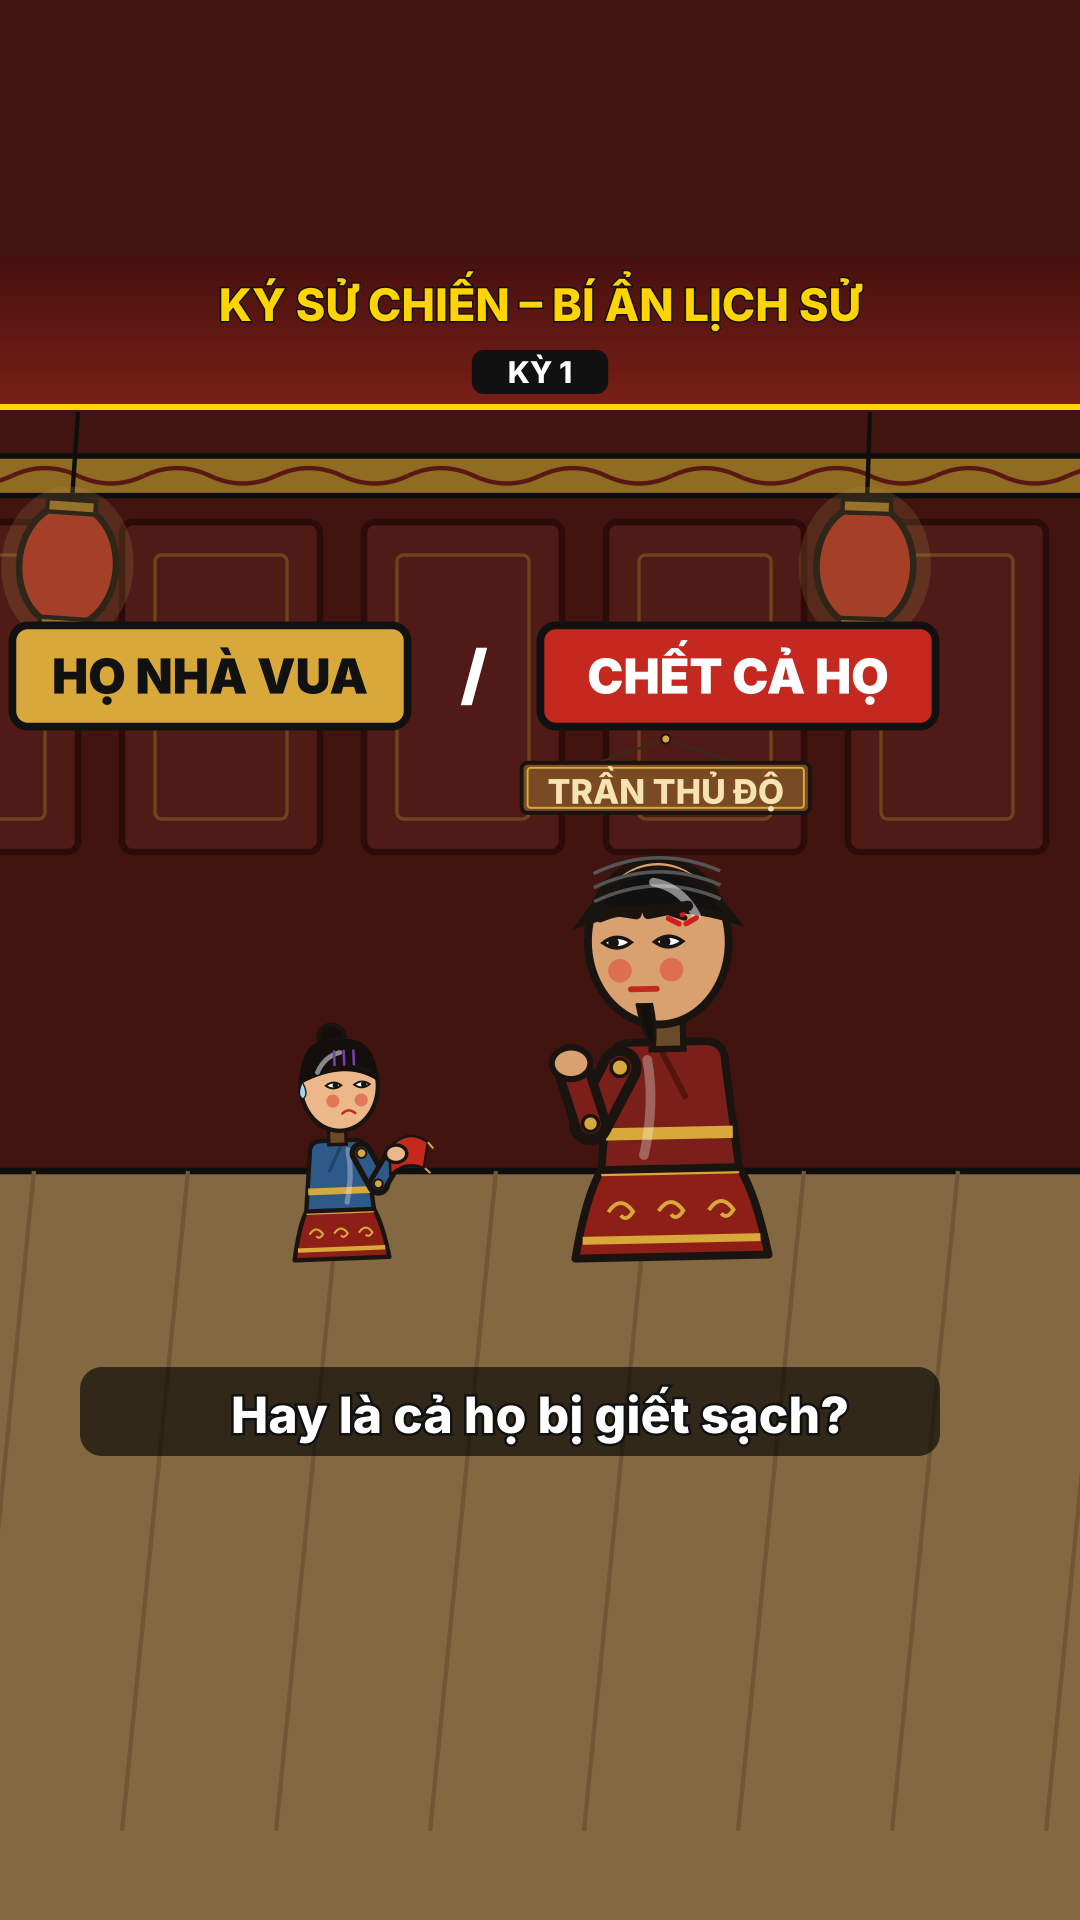 KÝ SỬ CHIẾN – BÍ ẨN LỊCH SỬ
KỲ 1
HỌ NHÀ VUA / CHẾT CẢ HỌ
TRẦN THỦ ĐỘ
Hay là cả họ bị giết sạch?